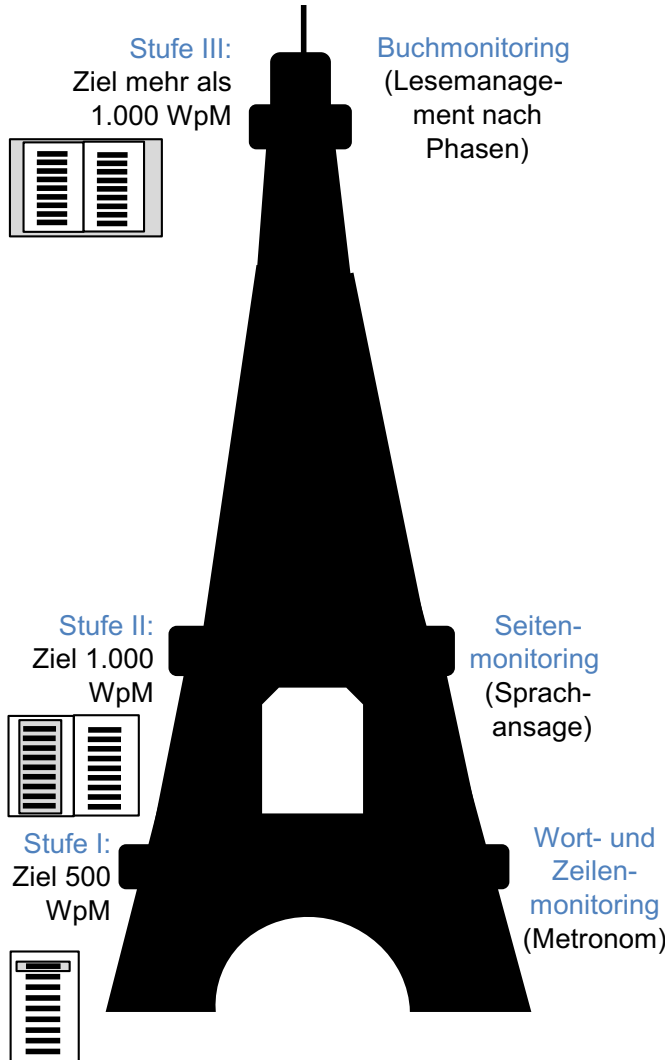 Stufe III:
Ziel mehr als
1.000 WpM
Buchmonitoring
(Lesemanage-
ment nach
Phasen)
Stufe II:
Ziel 1.000
WpM
Seiten-
monitoring
(Sprach-
ansage)
Stufe I:
Ziel 500
WpM
Wort- und
Zeilen-
monitoring
(Metronom)